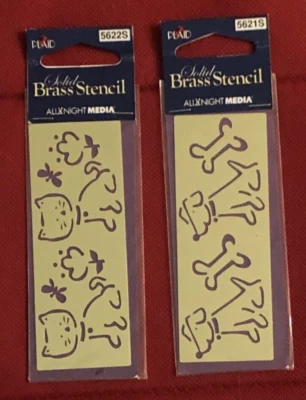 PLAID
5622S
Solid
Brass Stencil
ALL NIGHT MEDIA®
PLAID
5621S
Solid
Brass Stencil
ALL NIGHT MEDIA®